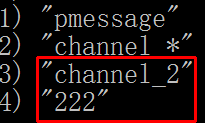 1) "pmessage"
2) "channel_*"
3) "channel_2"
4) "222"